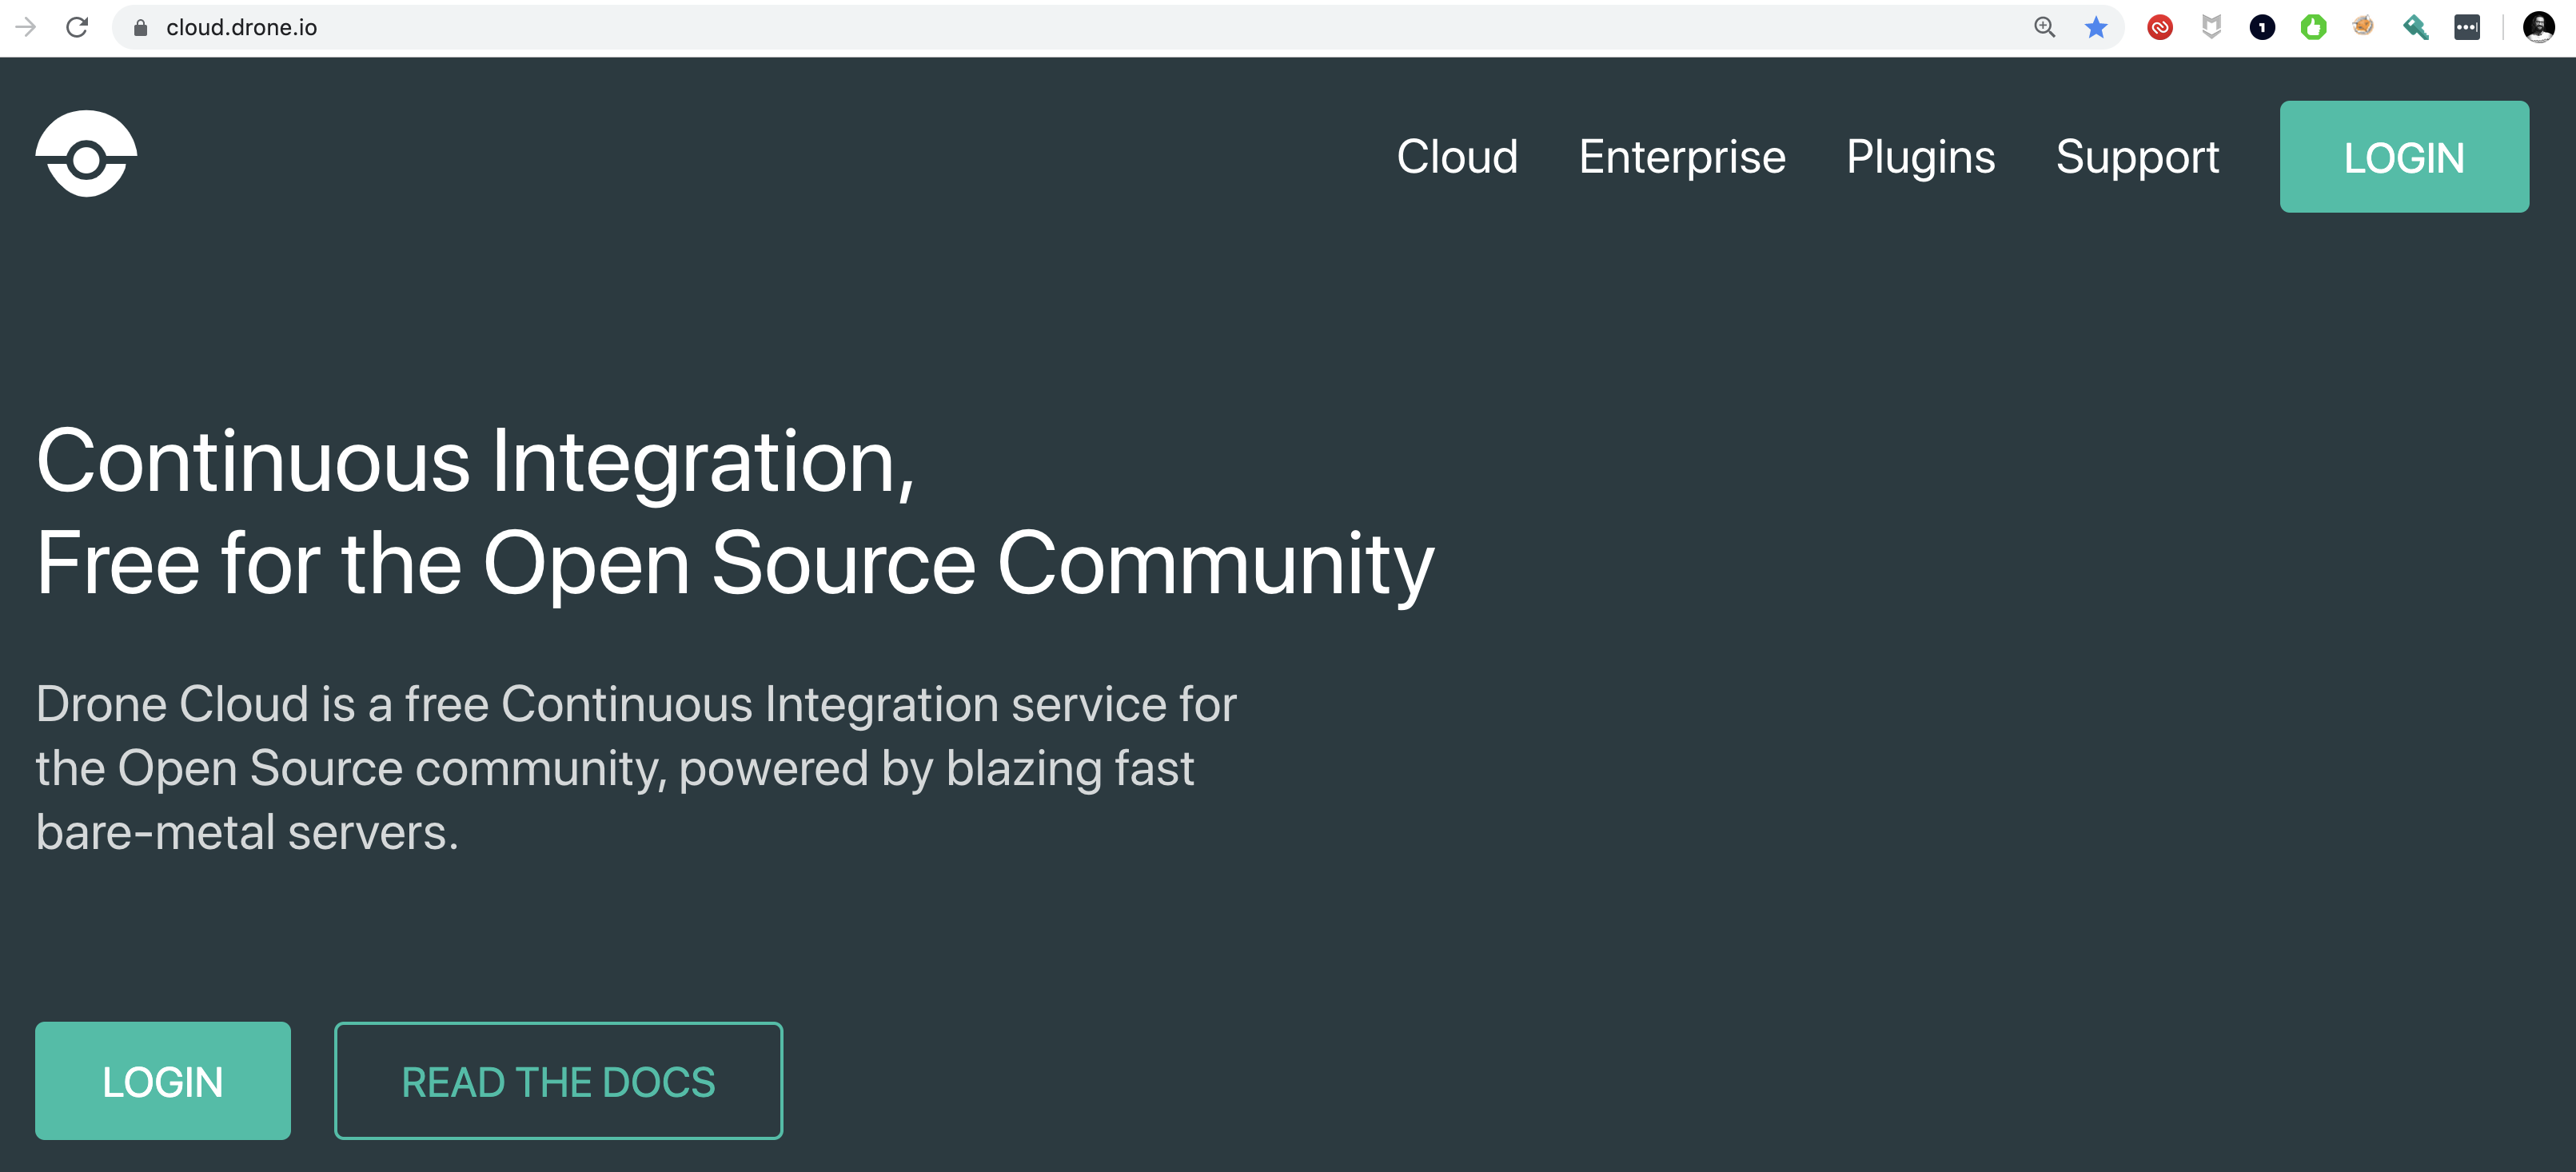 cloud.drone.io
1
Cloud Enterprise Plugins Support LOGIN
Continuous Integration,
Free for the Open Source Community
Drone Cloud is a free Continuous Integration service for
the Open Source community, powered by blazing fast
bare-metal servers.
LOGIN READ THE DOCS